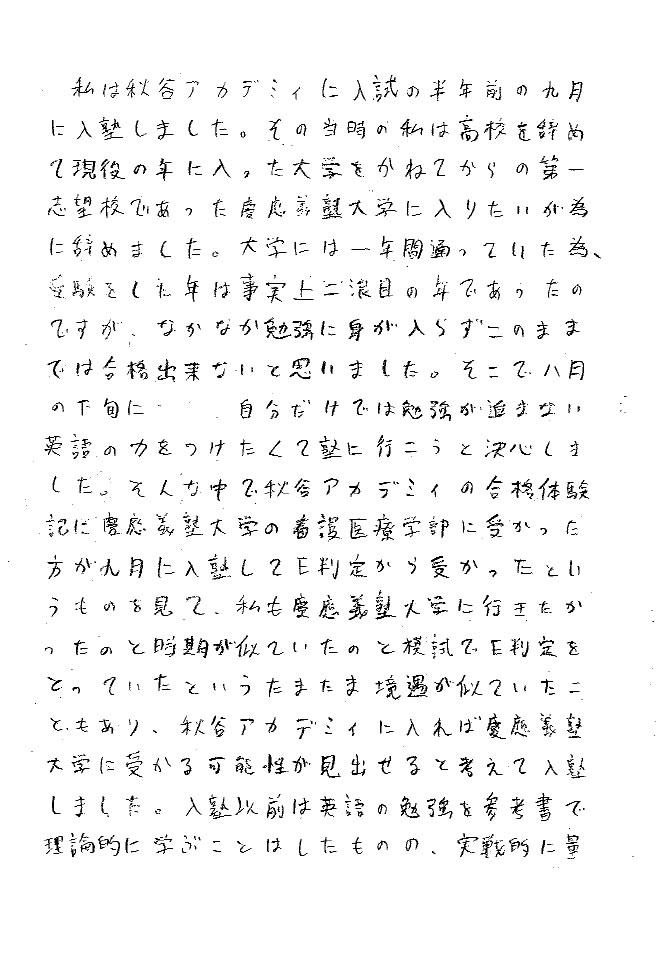 私は秋谷アカデミィに入試の半年前の九月
に入塾しました。その当時の私は高校を辞め
て現役の年に入った大学をかねてからの第一
志望校であった慶應義塾大学に入りたいが為
に辞めました。大学には一年間通っていた為、
受験をした年は事実上二浪目の年であったの
ですが、なかなか勉強に身が入らずこのまま
では合格出来ないと思いました。そこで八月
の下旬に 自分だけでは勉強が進まない
英語の力をつけたくて塾に行こうと決心しま
した。そんな中で秋谷アカデミィの合格体験
記に慶應義塾大学の看護医療学部に受かった
方が九月に入塾してE判定から受かったとい
うものを見て、私も慶應義塾大学に行きたか
ったのと時期が似ていたのと模試でE判定を
とっていたというたまたま境遇が似ていたこ
ともあり、秋谷アカデミィに入れば慶應義塾
大学に受かる可能性が見出せると考えて入塾
しました。入塾以前は英語の勉強を参考書で
理論的に学ぶことはしたものの、実戦的に量